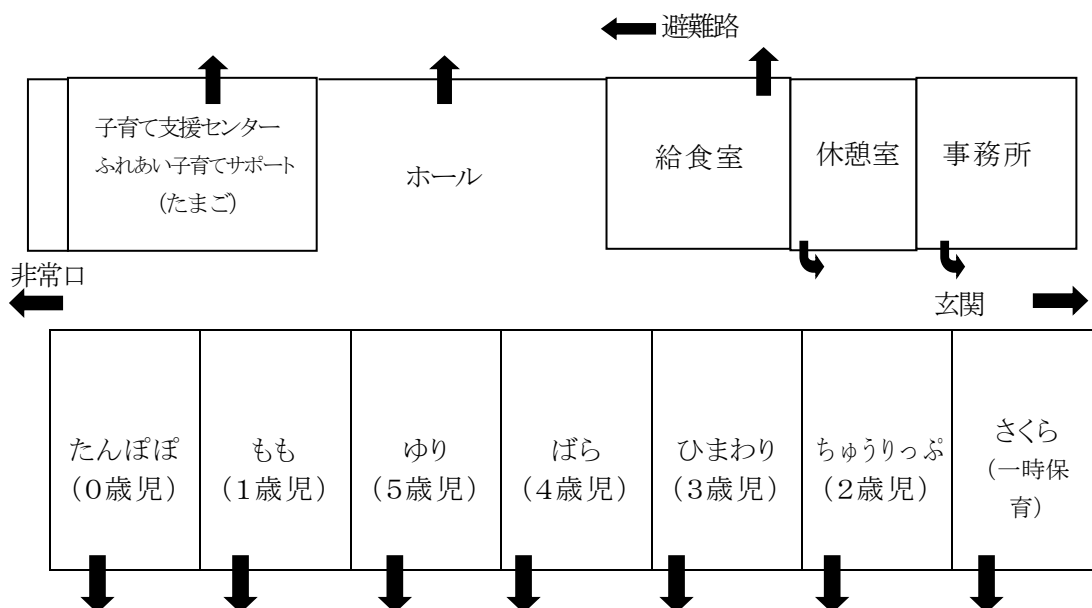 避難路
子育て支援センター
ふれあい子育てサポート
(たまご)
ホール
給食室
休憩室
事務所
非常口
玄関
たんぽぽ
(0歳児)
もも
(1歳児)
ゆり
(5歳児)
ばら
(4歳児)
ひまわり
(3歳児)
ちゅうりっぷ
(2歳児)
さくら
(一時保
育)